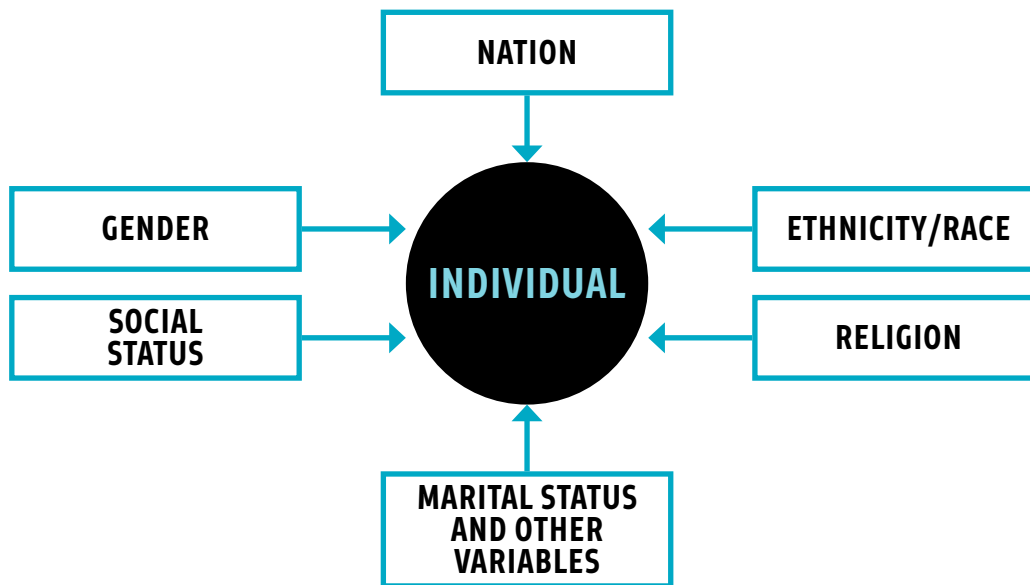 NATION
GENDER
ETHNICITY/RACE
INDIVIDUAL
SOCIAL
STATUS
RELIGION
MARITAL STATUS
AND OTHER
VARIABLES